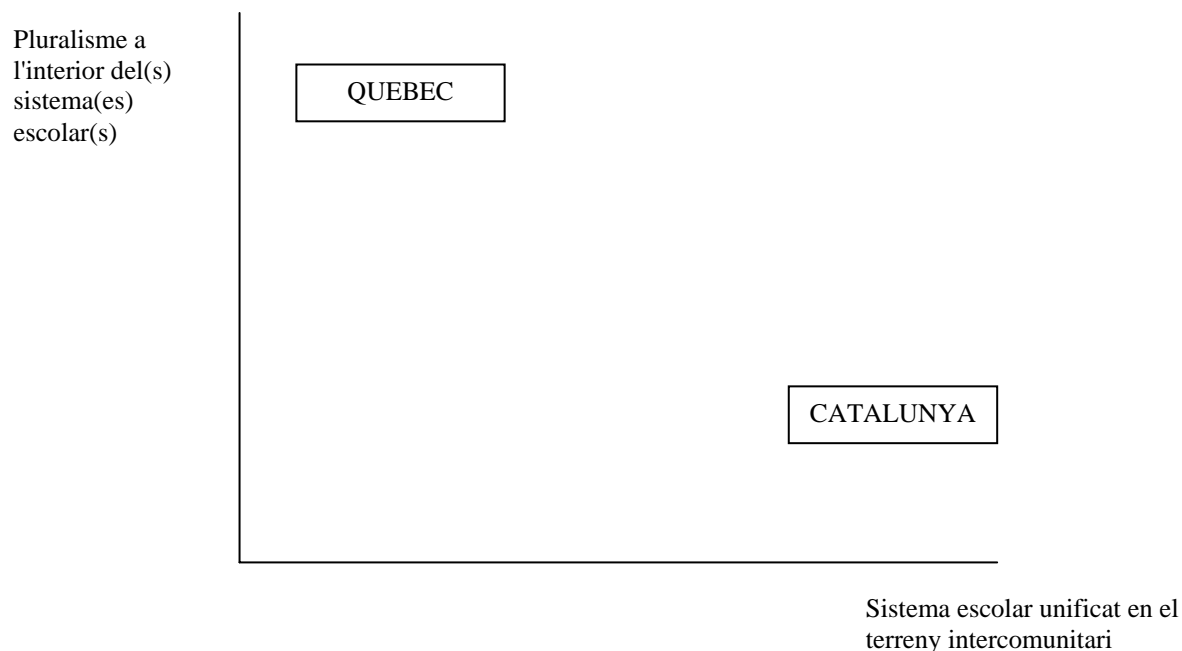 Pluralisme a
l'interior del(s)
sistema(es)
escolar(s)
QUEBEC
CATALUNYA
Sistema escolar unificat en el
terreny intercomunitari